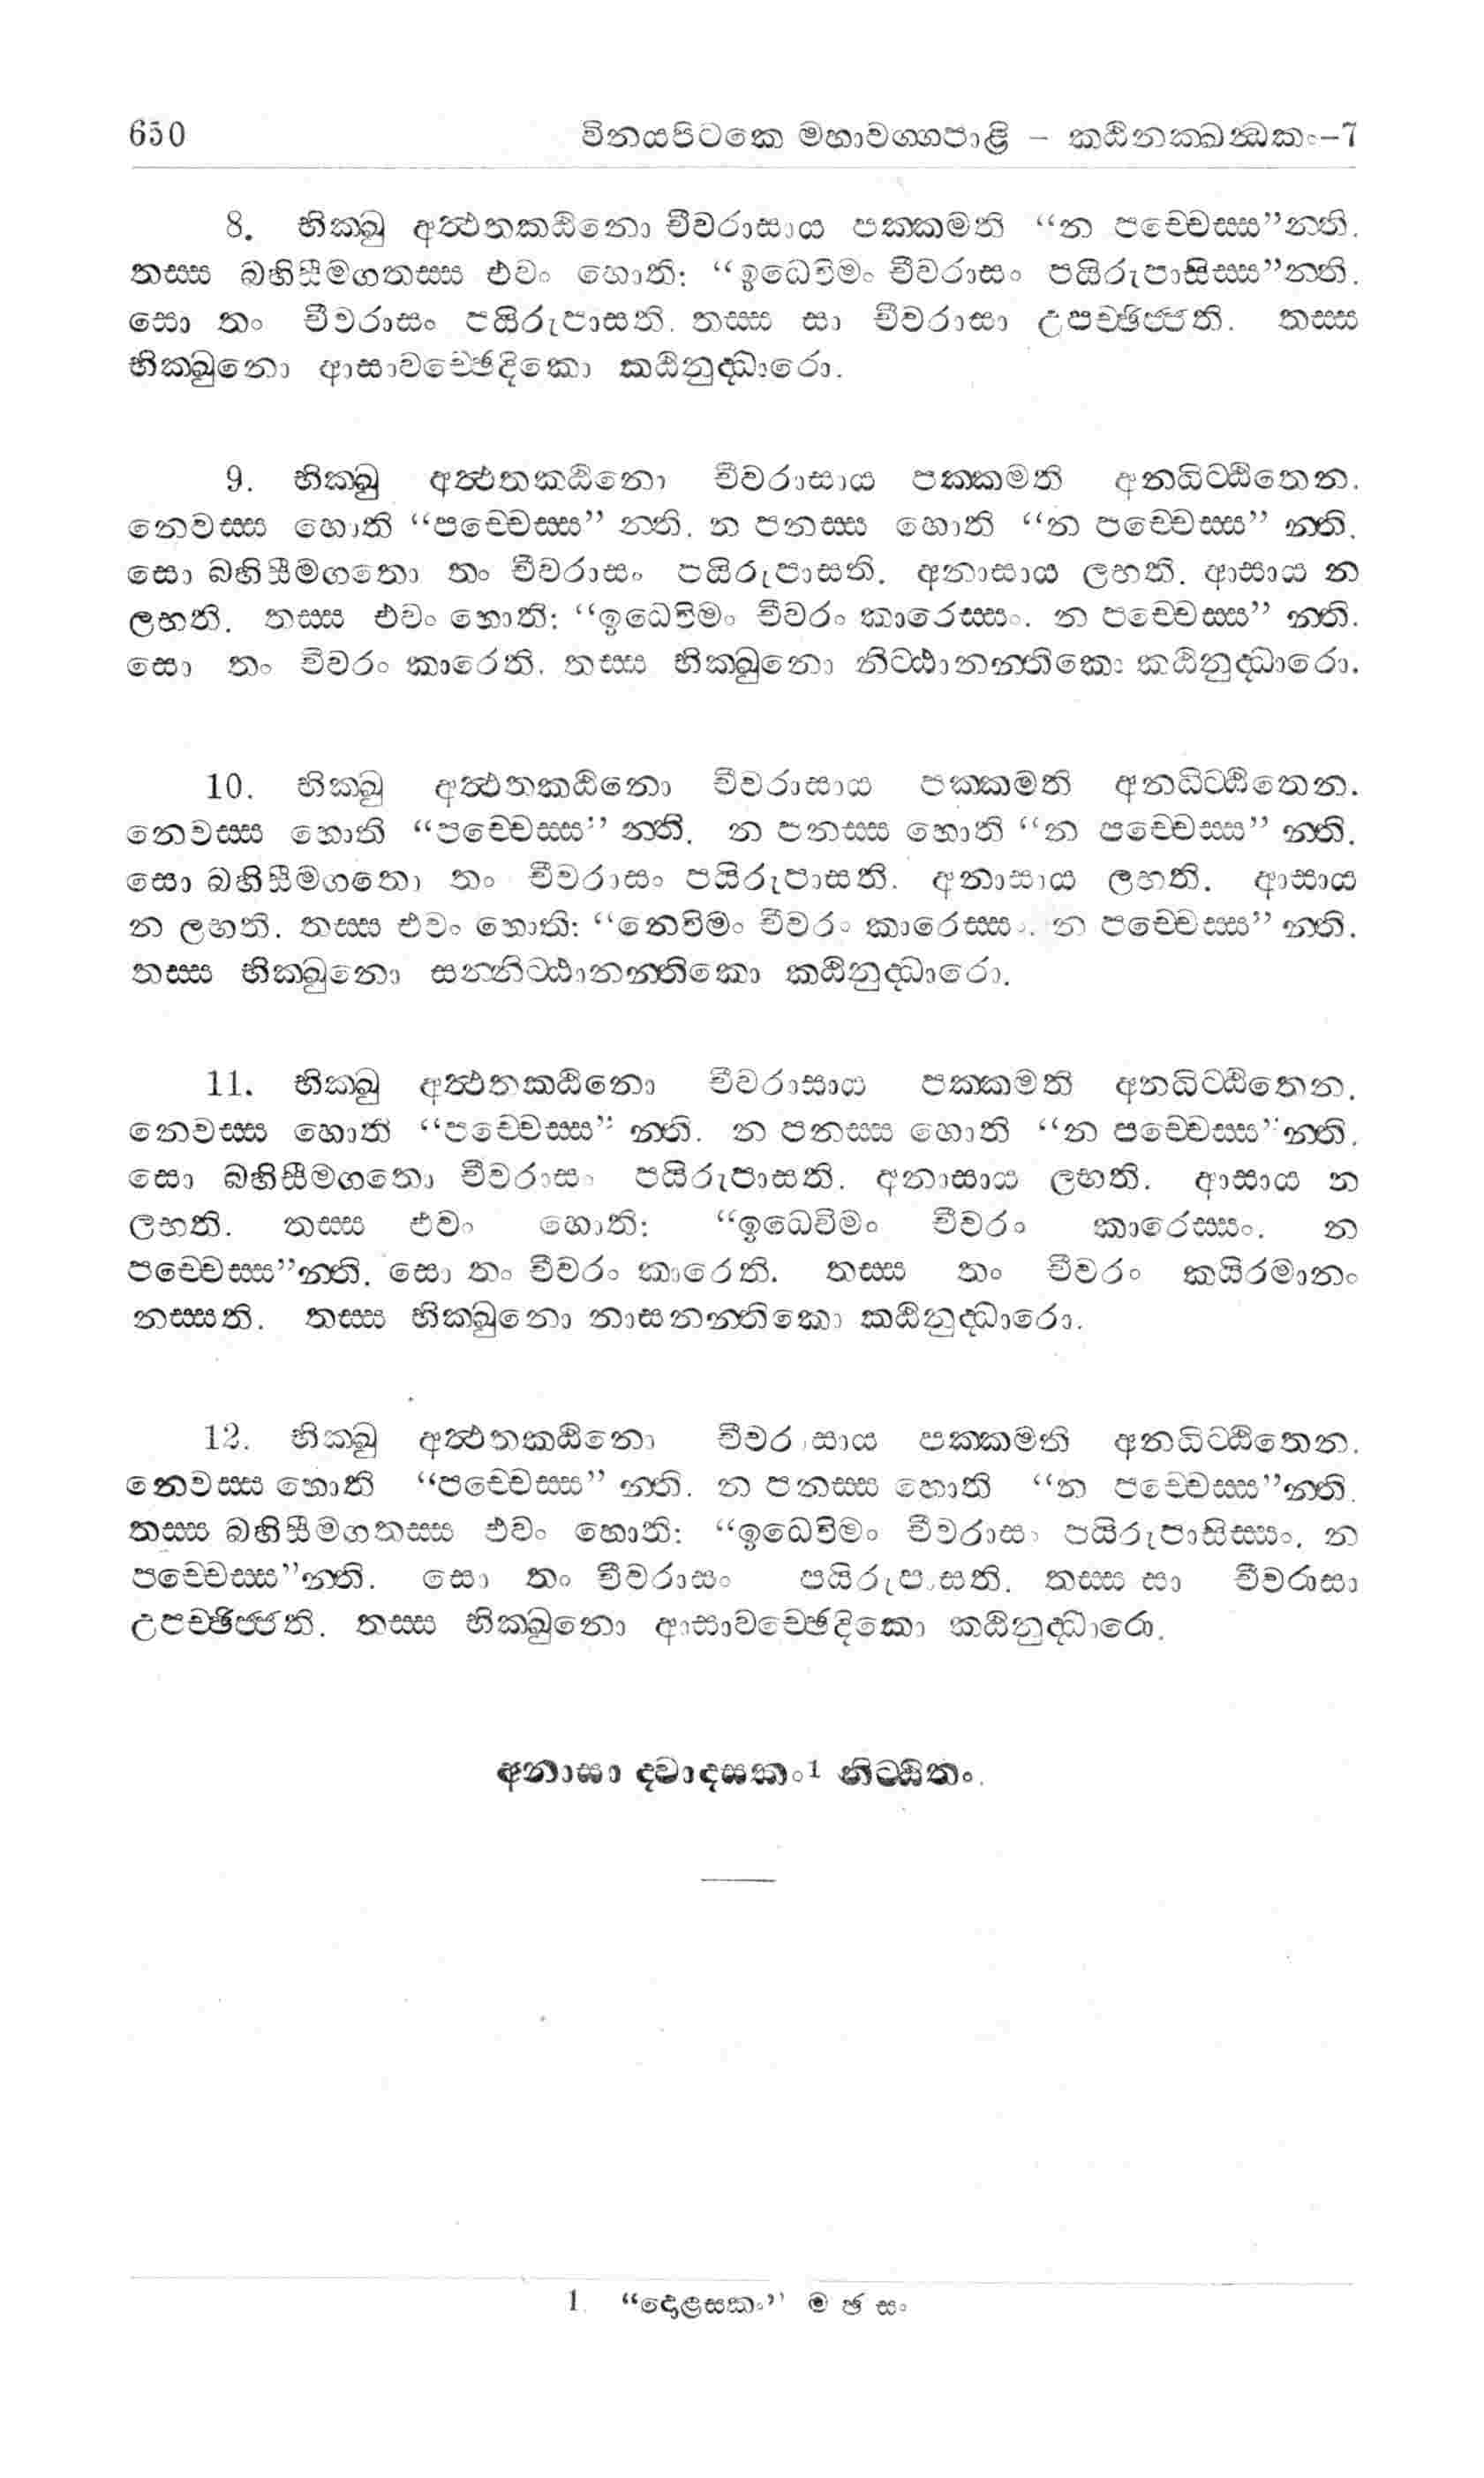 650 විනයපිටකෙ මහාවග්ගපාළි – කඨිනක්ඛන්ධකං–7
8. භික්ඛු අත්ථතකඨිනො චීවරාසාය පක්කමති “න පච්චෙස්ස”න්ති.
තස්ස බහිසීමගතස්ස එවං හොති: “ඉධෙවිමං චීවරාසං පයිරුපාසිස්ස”න්ති.
සො තං චීවරාසං පයිරුපාසති. තස්ස සා චීවරාසා උපච්ඡිජ්ජති. තස්ස
භික්ඛුනො ආසාවච්ඡෙදිකො කඨිනුද්ධාරො.
9. භික්ඛු අත්ථතකඨිනො චීවරාසාය පක්කමති අනධිට්ඨිතෙන.
නෙවස්ස හොති “පච්චෙස්ස” න්ති. න පනස්ස හොති “න පච්චෙස්ස” න්ති.
සො බහිසීමගතො තං චීවරාසං පයිරුපාසති. අනාසාය ලභති. ආසාය න
ලභති. තස්ස එවං හොති: “ඉධෙවිමං චීවරං කාරෙස්සං. න පච්චෙස්ස” න්ති.
සො තං චීවරං කාරෙති. තස්ස භික්ඛුනො නිට්ඨානන්තිකො කඨිනුද්ධාරො.
10. භික්ඛු අත්ථතකඨිනො චීවරාසාය පක්කමති අනධිට්ඨිතෙන.
නෙවස්ස හොති “පච්චෙස්ස” න්ති. න පනස්ස හොති “න පච්චෙස්ස” න්ති.
සො බහිසීමගතො තං චීවරාසං පයිරුපාසති. අනාසාය ලභති. ආසාය
න ලභති. තස්ස එවං හොති: “නෙවිමං චීවරං කාරෙස්සං. න පච්චෙස්ස” න්ති.
තස්ස භික්ඛුනො සන්නිට්ඨානන්තිකො කඨිනුද්ධාරො.
11. භික්ඛු අත්ථතකඨිනො චීවරාසාය පක්කමති අනධිට්ඨිතෙන.
නෙවස්ස හොති “පච්චෙස්ස” න්ති. න පනස්ස හොති “න පච්චෙස්ස”න්ති.
සො බහිසීමගතො චීවරාසං පයිරුපාසති. අනාසාය ලභති. ආසාය න
ලභති. තස්ස එවං හොති: “ඉධෙවිමං චීවරං කාරෙස්සං. න
පච්චෙස්ස”න්ති. සො තං චීවරං කාරෙති. තස්ස තං චීවරං කයිරමානං
නස්සති. තස්ස භික්ඛුනො නාසනන්තිකො කඨිනුද්ධාරො.
12. භික්ඛු අත්ථතකඨිනො චීවරාසාය පක්කමති අනධිට්ඨිතෙන.
නෙවස්ස හොති “පච්චෙස්ස” න්ති. න පනස්ස හොති “න පච්චෙස්ස”න්ති.
තස්ස බහිසීමගතස්ස එවං හොති: “ඉධෙවිමං චීවරාසං පයිරුපාසිස්සං. න
පච්චෙස්ස”න්ති. සො තං චීවරාසං පයිරුපාසති. තස්ස සා චීවරාසා
උපච්ඡිජ්ජති. තස්ස භික්ඛුනො ආසාවච්ඡෙදිකො කඨිනුද්ධාරො.
අනාසා ද්වාදසකං¹ නිට්ඨිතං.
1. “දොළසකං” ම ඡ සං